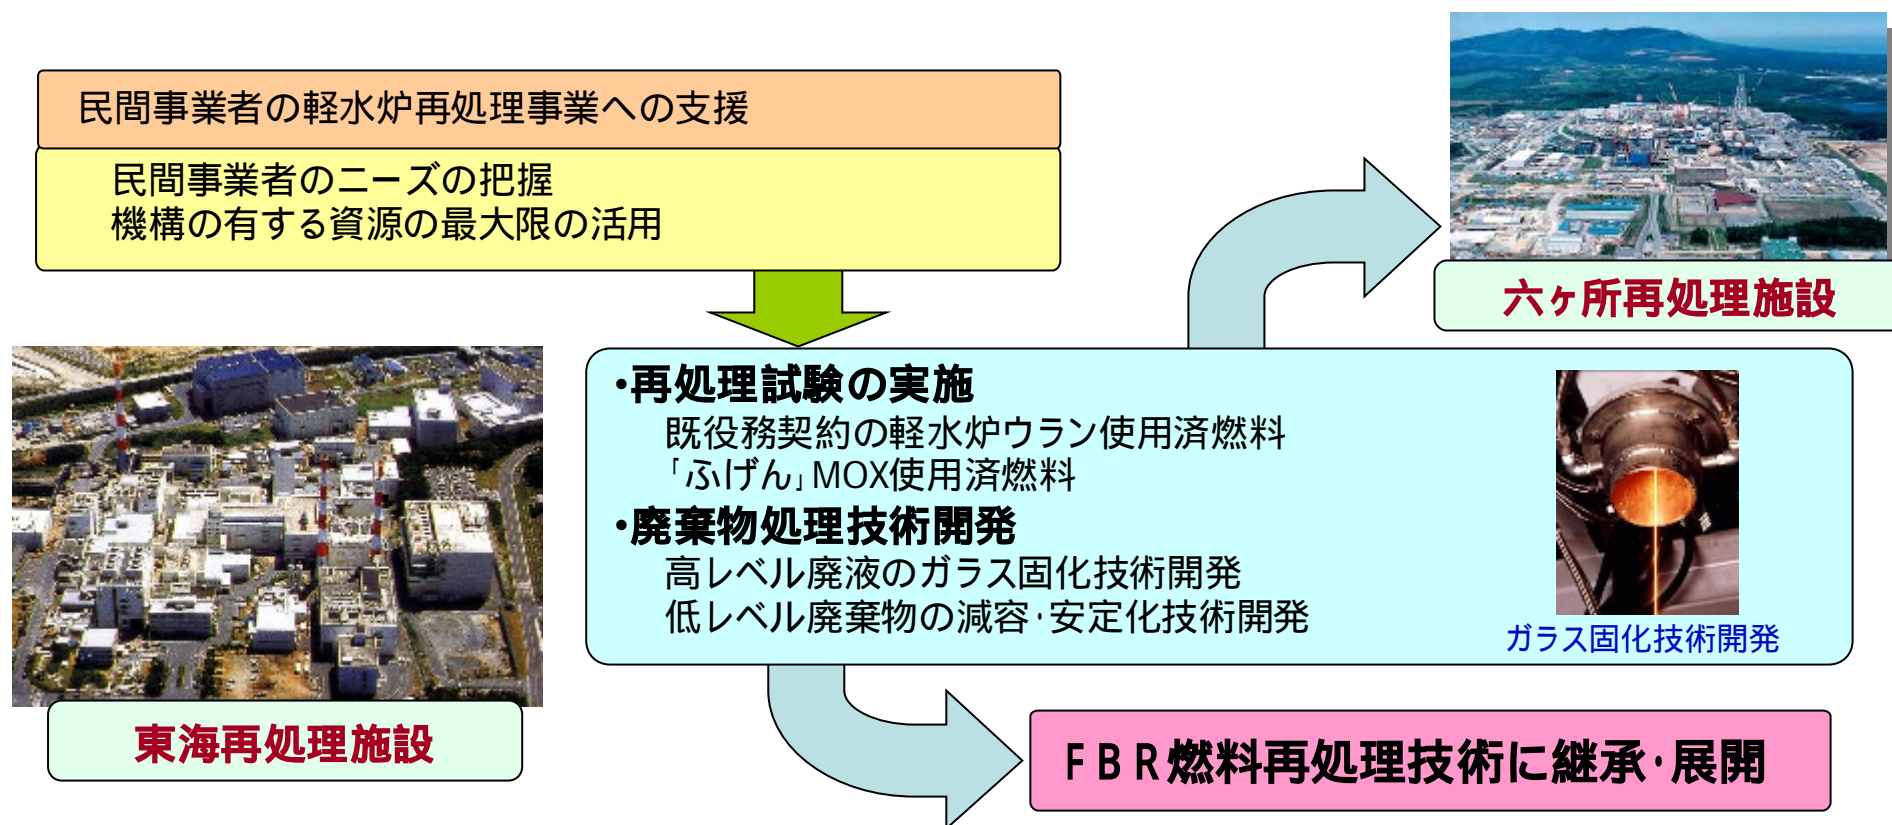 民間事業者の軽水炉再処理事業への支援
民間事業者のニーズの把握
機構の有する資源の最大限の活用
六ヶ所再処理施設
・再処理試験の実施
既役務契約の軽水炉ウラン使用済燃料
「ふげん」MOX使用済燃料
・廃棄物処理技術開発
高レベル廃液のガラス固化技術開発
低レベル廃棄物の減容・安定化技術開発
ガラス固化技術開発
東海再処理施設
FBR燃料再処理技術に継承・展開